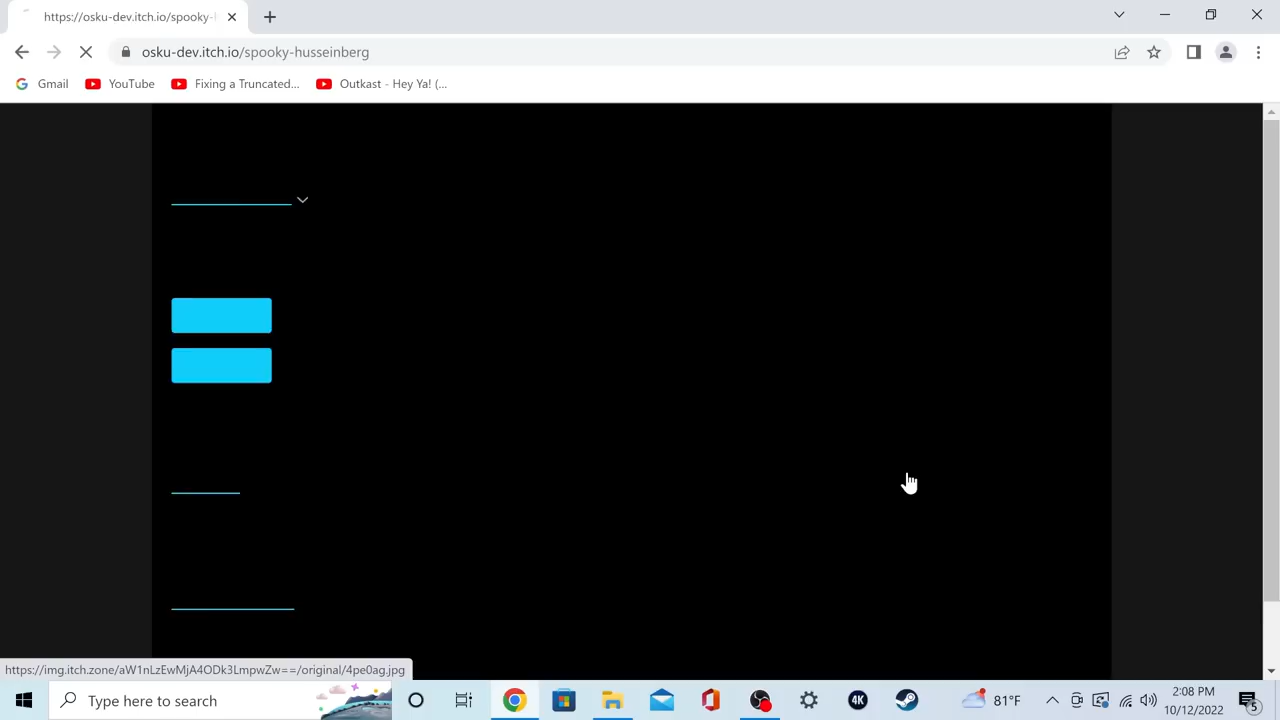 https://osku-dev.itch.io/spooky-h
osku-dev.itch.io/spooky-husseinberg
Gmail
YouTube
Fixing a Truncated...
Outkast - Hey Ya! (...
https://img.itch.zone/aW1nLzEwMjA4ODk3LmpwZw==/original/4pe0ag.jpg
Type here to search
4K
81°F
2:08 PM
10/12/2022
5